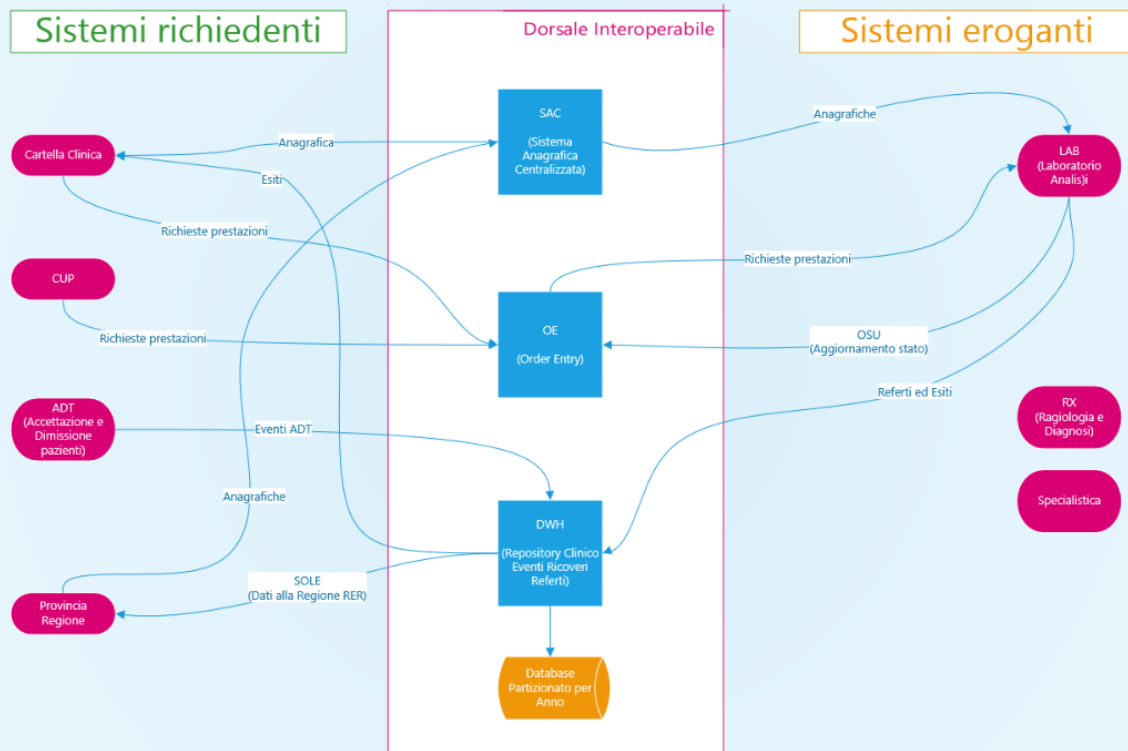 Sistemi richiedenti
Dorsale Interoperabile
Sistemi eroganti
SAC
(Sistema
Anagrafica
Centralizzata)
Anagrafiche
Anagrafica
Cartella Clinica
LAB
(Laboratorio
Analis)i
Esiti
Richieste prestazioni
Richieste prestazioni
CUP
OE
(Order Entry)
Richieste prestazioni
OSU
(Aggiornamento stato)
Referti ed Esiti
ADT
(Accettazione e
Dimissione
pazienti)
Eventi ADT
RX
(Ragiologia e
Diagnosi)
Anagrafiche
Specialistica
DWH
(Repository Clinico
Eventi Ricoveri
Referti)
SOLE
(Dati alla Regione RER)
Provincia
Regione
Database
Partizionato per
Anno